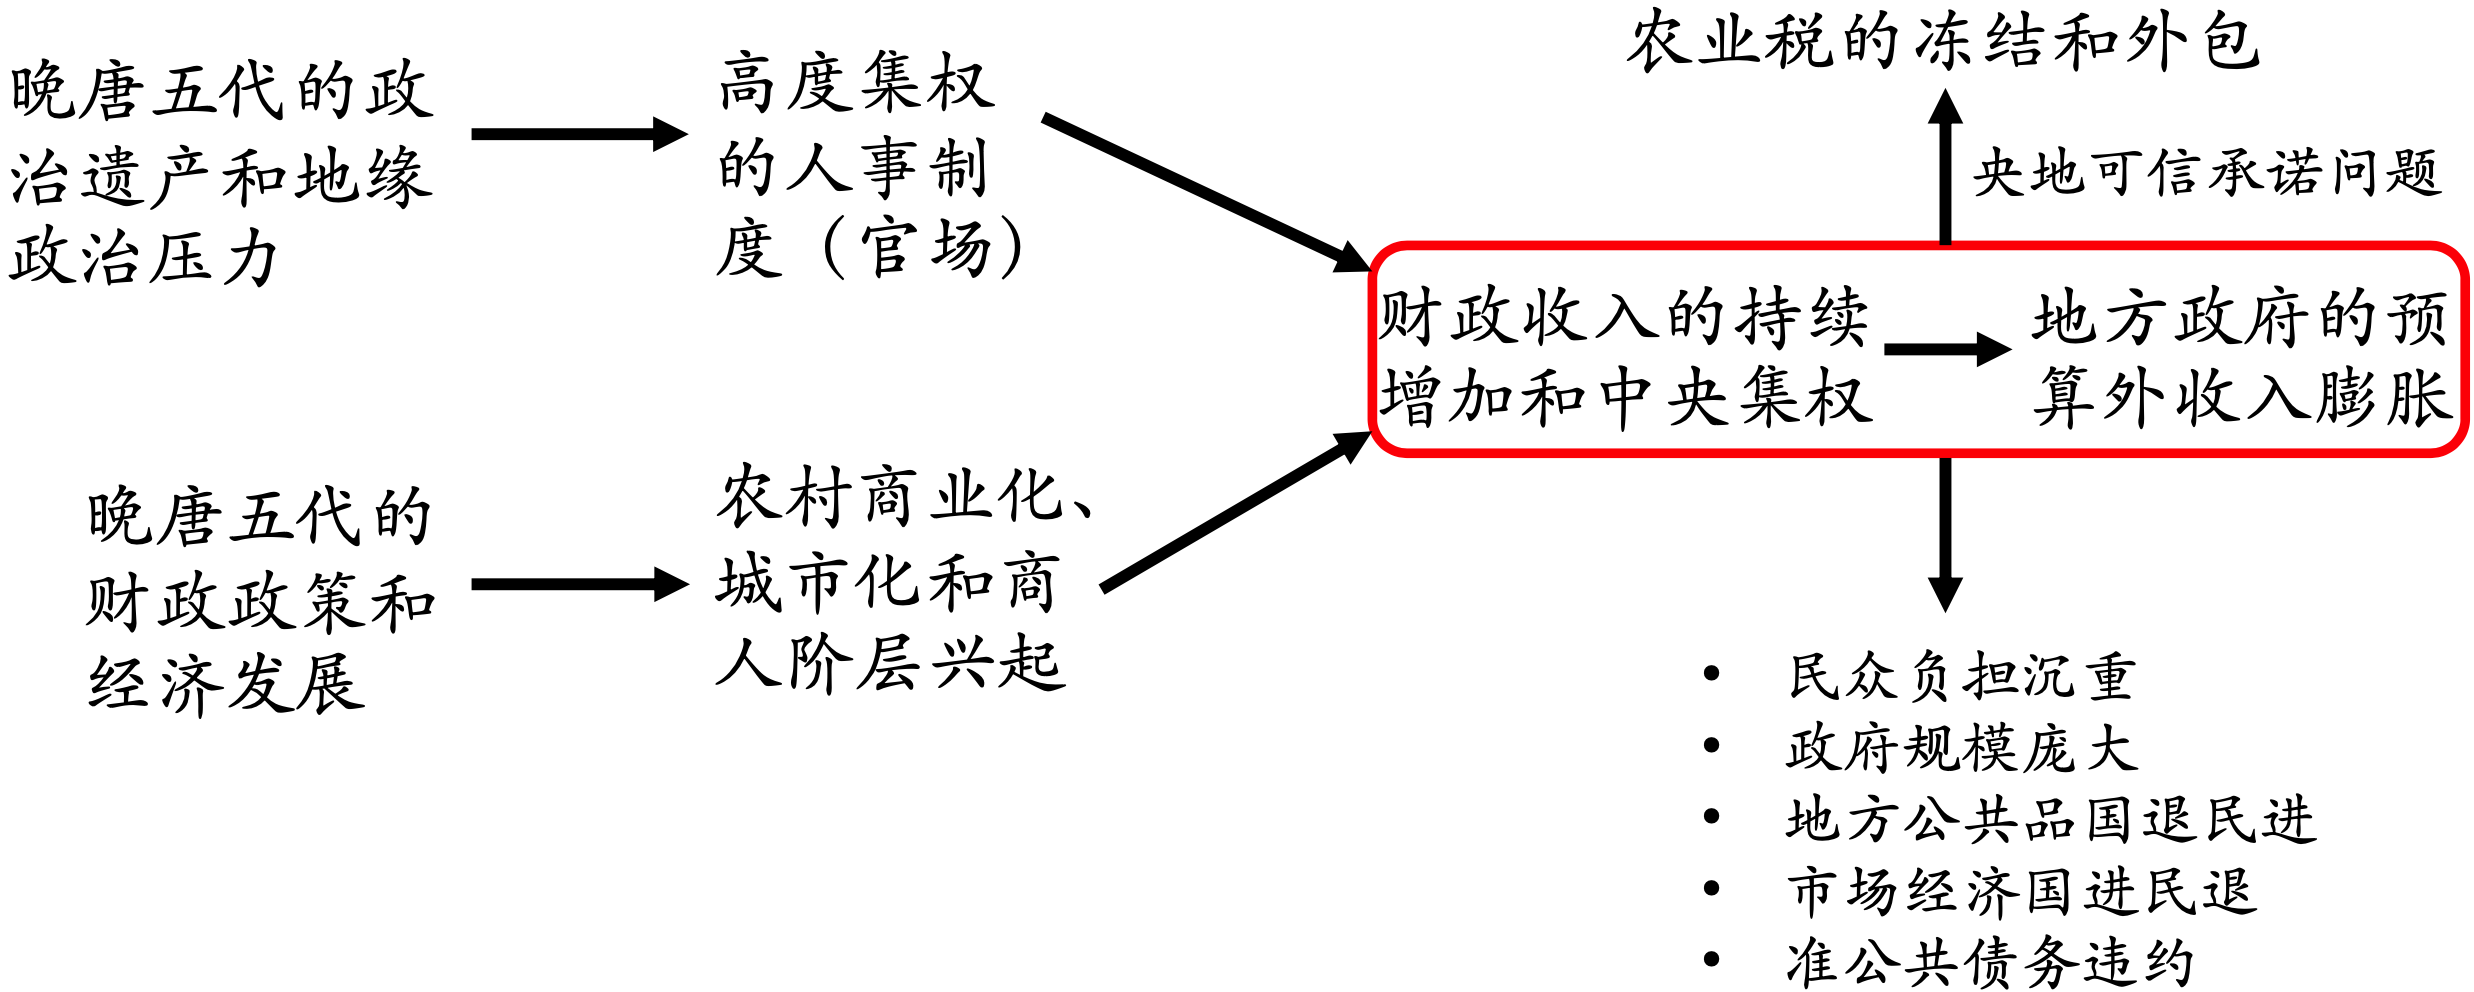 晚唐五代的政
治遗产和地缘
政治压力
高度集权
的人事制
度（官场）
农业税的冻结和外包
央地可信承诺问题
财政收入的持续
增加和中央集权
地方政府的预
算外收入膨胀
晚唐五代的
财政政策和
经济发展
农村商业化、
城市化和商
人阶层兴起
• 民众负担沉重
• 政府规模庞大
• 地方公共品国退民进
• 市场经济国进民退
• 准公共债务违约